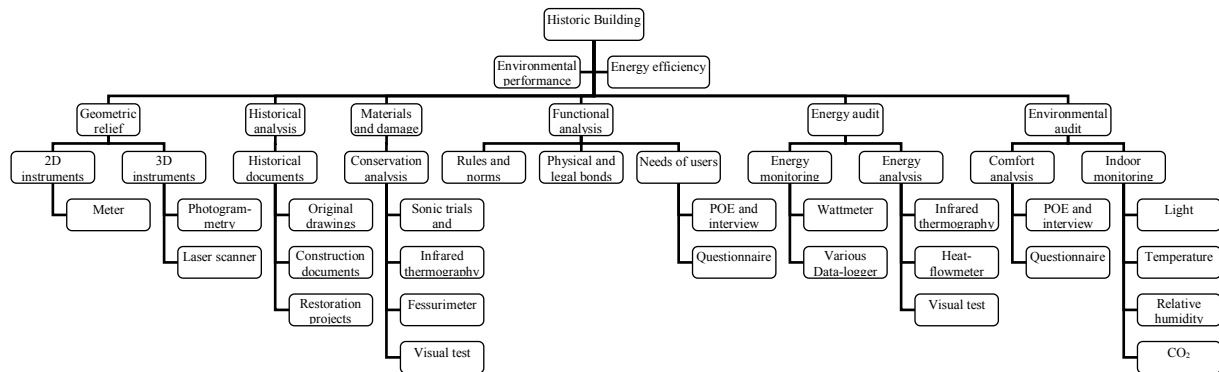 Historic Building
Environmental
performance
Energy efficiency
Geometric
relief
Historical
analysis
Materials
and damage
Functional
analysis
Energy audit
Environmental
audit
2D
instruments
3D
instruments
Historical
documents
Conservation
analysis
Rules and
norms
Physical and
legal bonds
Needs of users
Energy
monitoring
Energy
analysis
Comfort
analysis
Indoor
monitoring
Meter
Photogram-
metry
Original
drawings
Sonic trials
and
POE and
interview
Wattmeter
Infrared
thermography
POE and
interview
Light
Laser scanner
Construction
documents
Infrared
thermography
Questionnaire
Various
Data-logger
Heat-
flowmeter
Questionnaire
Temperature
Restoration
projects
Fessurimeter
Visual test
Relative
humidity
Visual test
CO₂